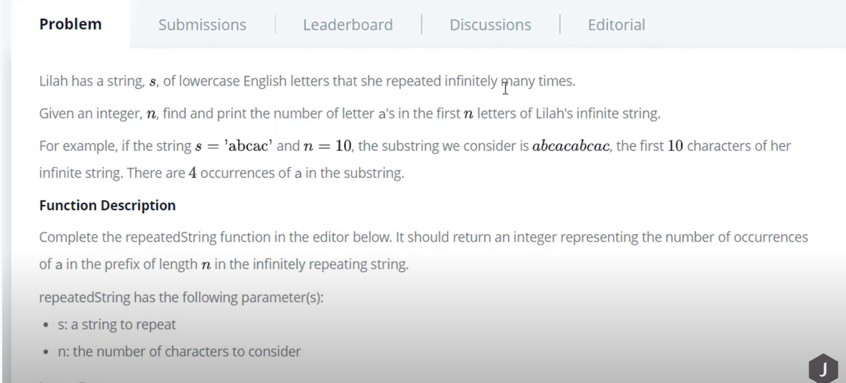 Problem
Submissions
Leaderboard
Discussions
Editorial
Lilah has a string, s, of lowercase English letters that she repeated infinitely many times.
Given an integer, n, find and print the number of letter a's in the first n letters of Lilah's infinite string.
For example, if the string s = 'abcac' and n = 10, the substring we consider is abcacabcac, the first 10 characters of her
infinite string. There are 4 occurrences of a in the substring.
Function Description
Complete the repeatedString function in the editor below. It should return an integer representing the number of occurrences
of a in the prefix of length n in the infinitely repeating string.
repeatedString has the following parameter(s):
• s: a string to repeat
• n: the number of characters to consider
J